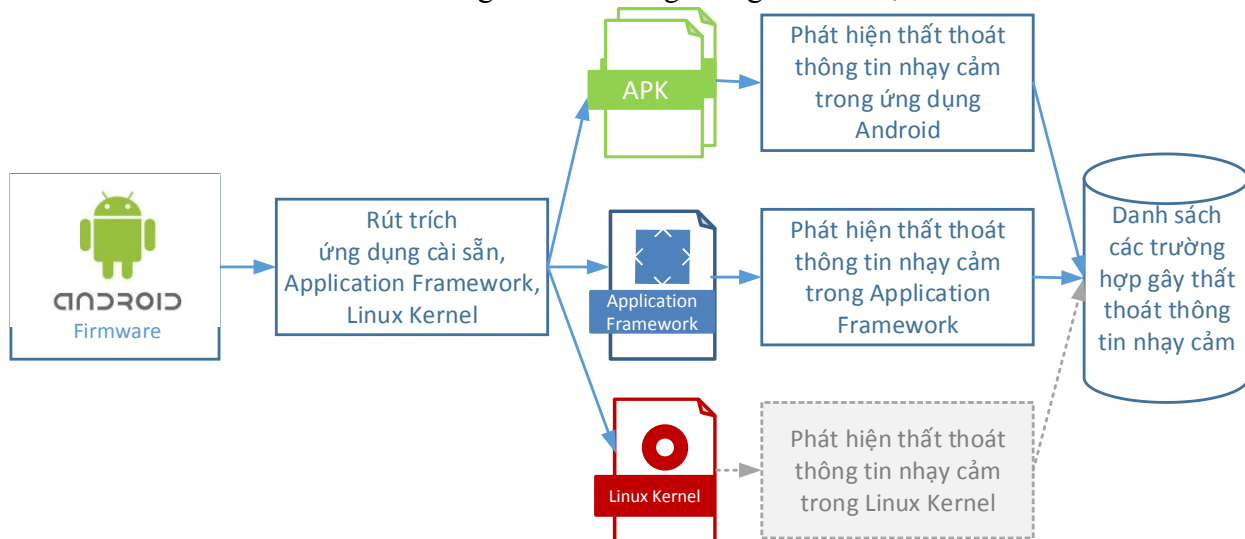 ANDROID
Firmware
Rút trích
ứng dụng cài sẵn,
Application Framework,
Linux Kernel
APK
Phát hiện thất thoát
thông tin nhạy cảm
trong ứng dụng
Android
Application
Framework
Phát hiện thất thoát
thông tin nhạy cảm
trong Application
Framework
Linux Kernel
Phát hiện thất thoát
thông tin nhạy cảm
trong Linux Kernel
Danh sách
các trường
hợp gây thất
thoát thông
tin nhạy cảm